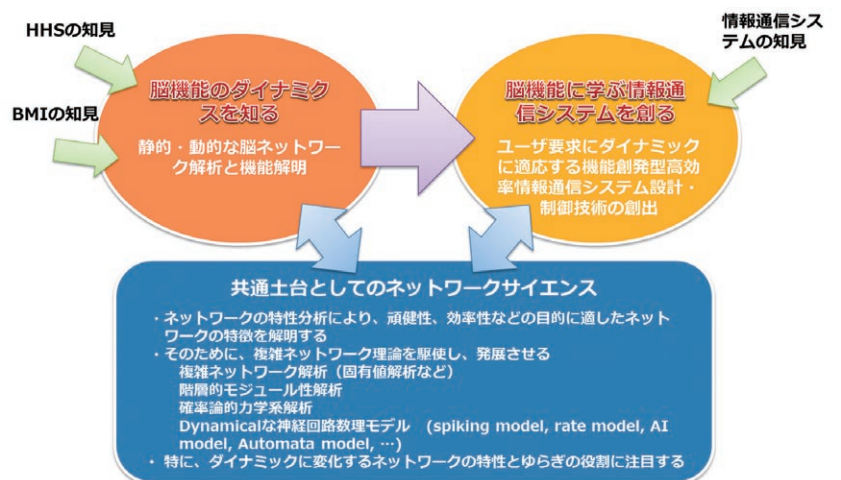 HHSの知見
BMIの知見
情報通信シス
テムの知見
脳機能のダイナミク
スを知る
静的・動的な脳ネットワー
ク解析と機能解明
脳機能に学ぶ情報通
信システムを創る
ユーザ要求にダイナミック
に適応する機能創発型高効
率情報通信システム設計・
制御技術の創出
共通土台としてのネットワークサイエンス
・ネットワークの特性分析により、頑健性、効率性などの目的に適したネット
ワークの特徴を解明する
・そのために、複雑ネットワーク理論を駆使し、発展させる
複雑ネットワーク解析（固有値解析など）
階層的モジュール性解析
確率論的力学系解析
Dynamicalな神経回路数理モデル (spiking model, rate model, AI
model, Automata model, …)
・ 特に、ダイナミックに変化するネットワークの特性とゆらぎの役割に注目する